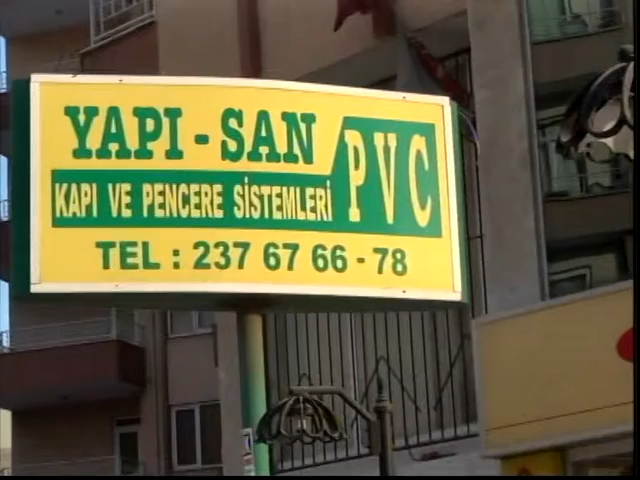 YAPI - SAN
PVC
KAPI VE PENCERE SİSTEMLERİ
TEL : 237 67 66 - 78